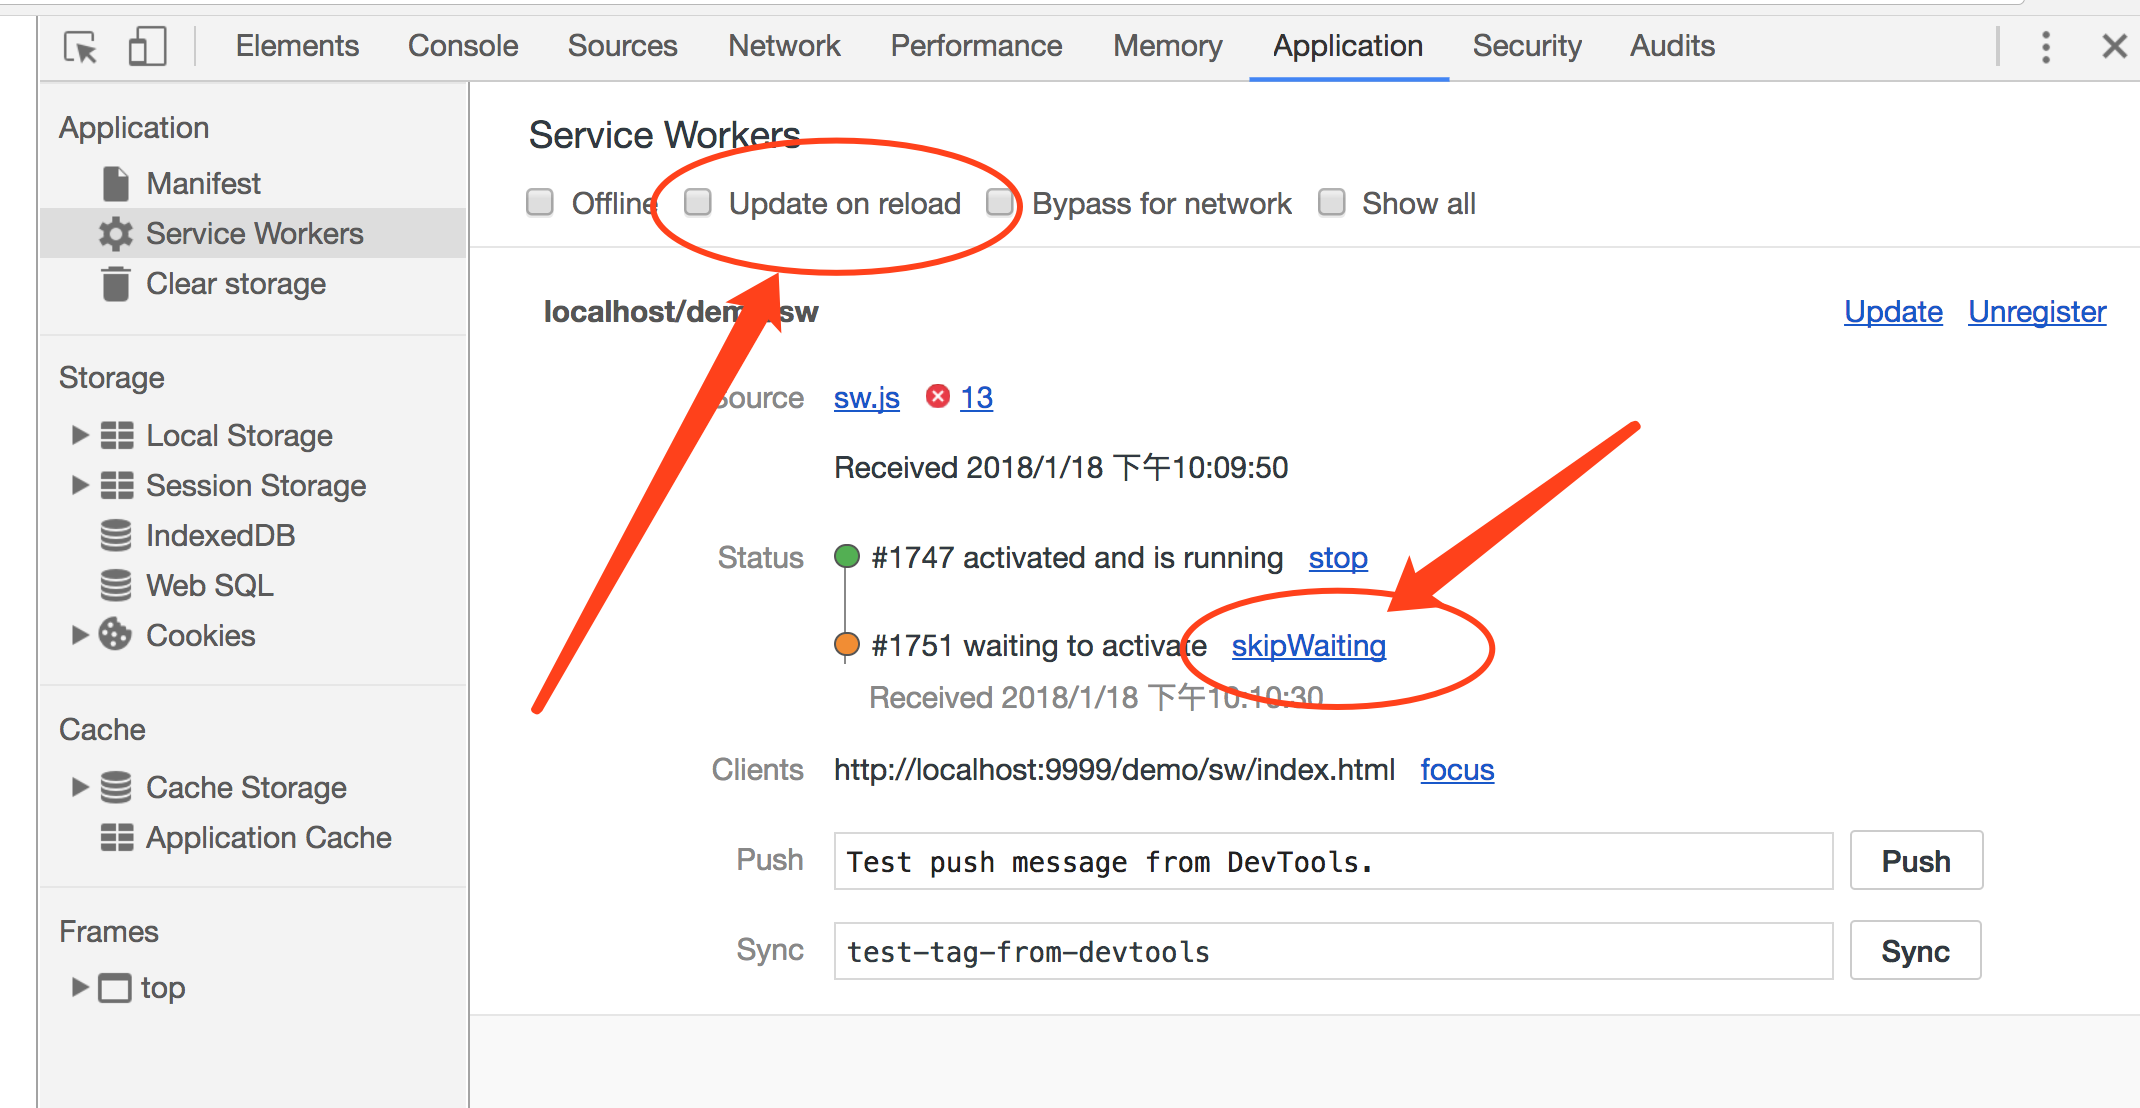 Elements Console Sources Network Performance Memory Application Security Audits
Application
Manifest
Service Workers
Clear storage
Storage
Local Storage
Session Storage
IndexedDB
Web SQL
Cookies
Cache
Cache Storage
Application Cache
Frames
top
Service Workers
Offline Update on reload Bypass for network Show all
localhost/demo/sw Update Unregister
Source sw.js 13
Received 2018/1/18 下午10:09:50
Status #1747 activated and is running stop
#1751 waiting to activate skipWaiting
Received 2018/1/18 下午10:10:30
Clients http://localhost:9999/demo/sw/index.html focus
Push Test push message from DevTools. Push
Sync test-tag-from-devtools Sync